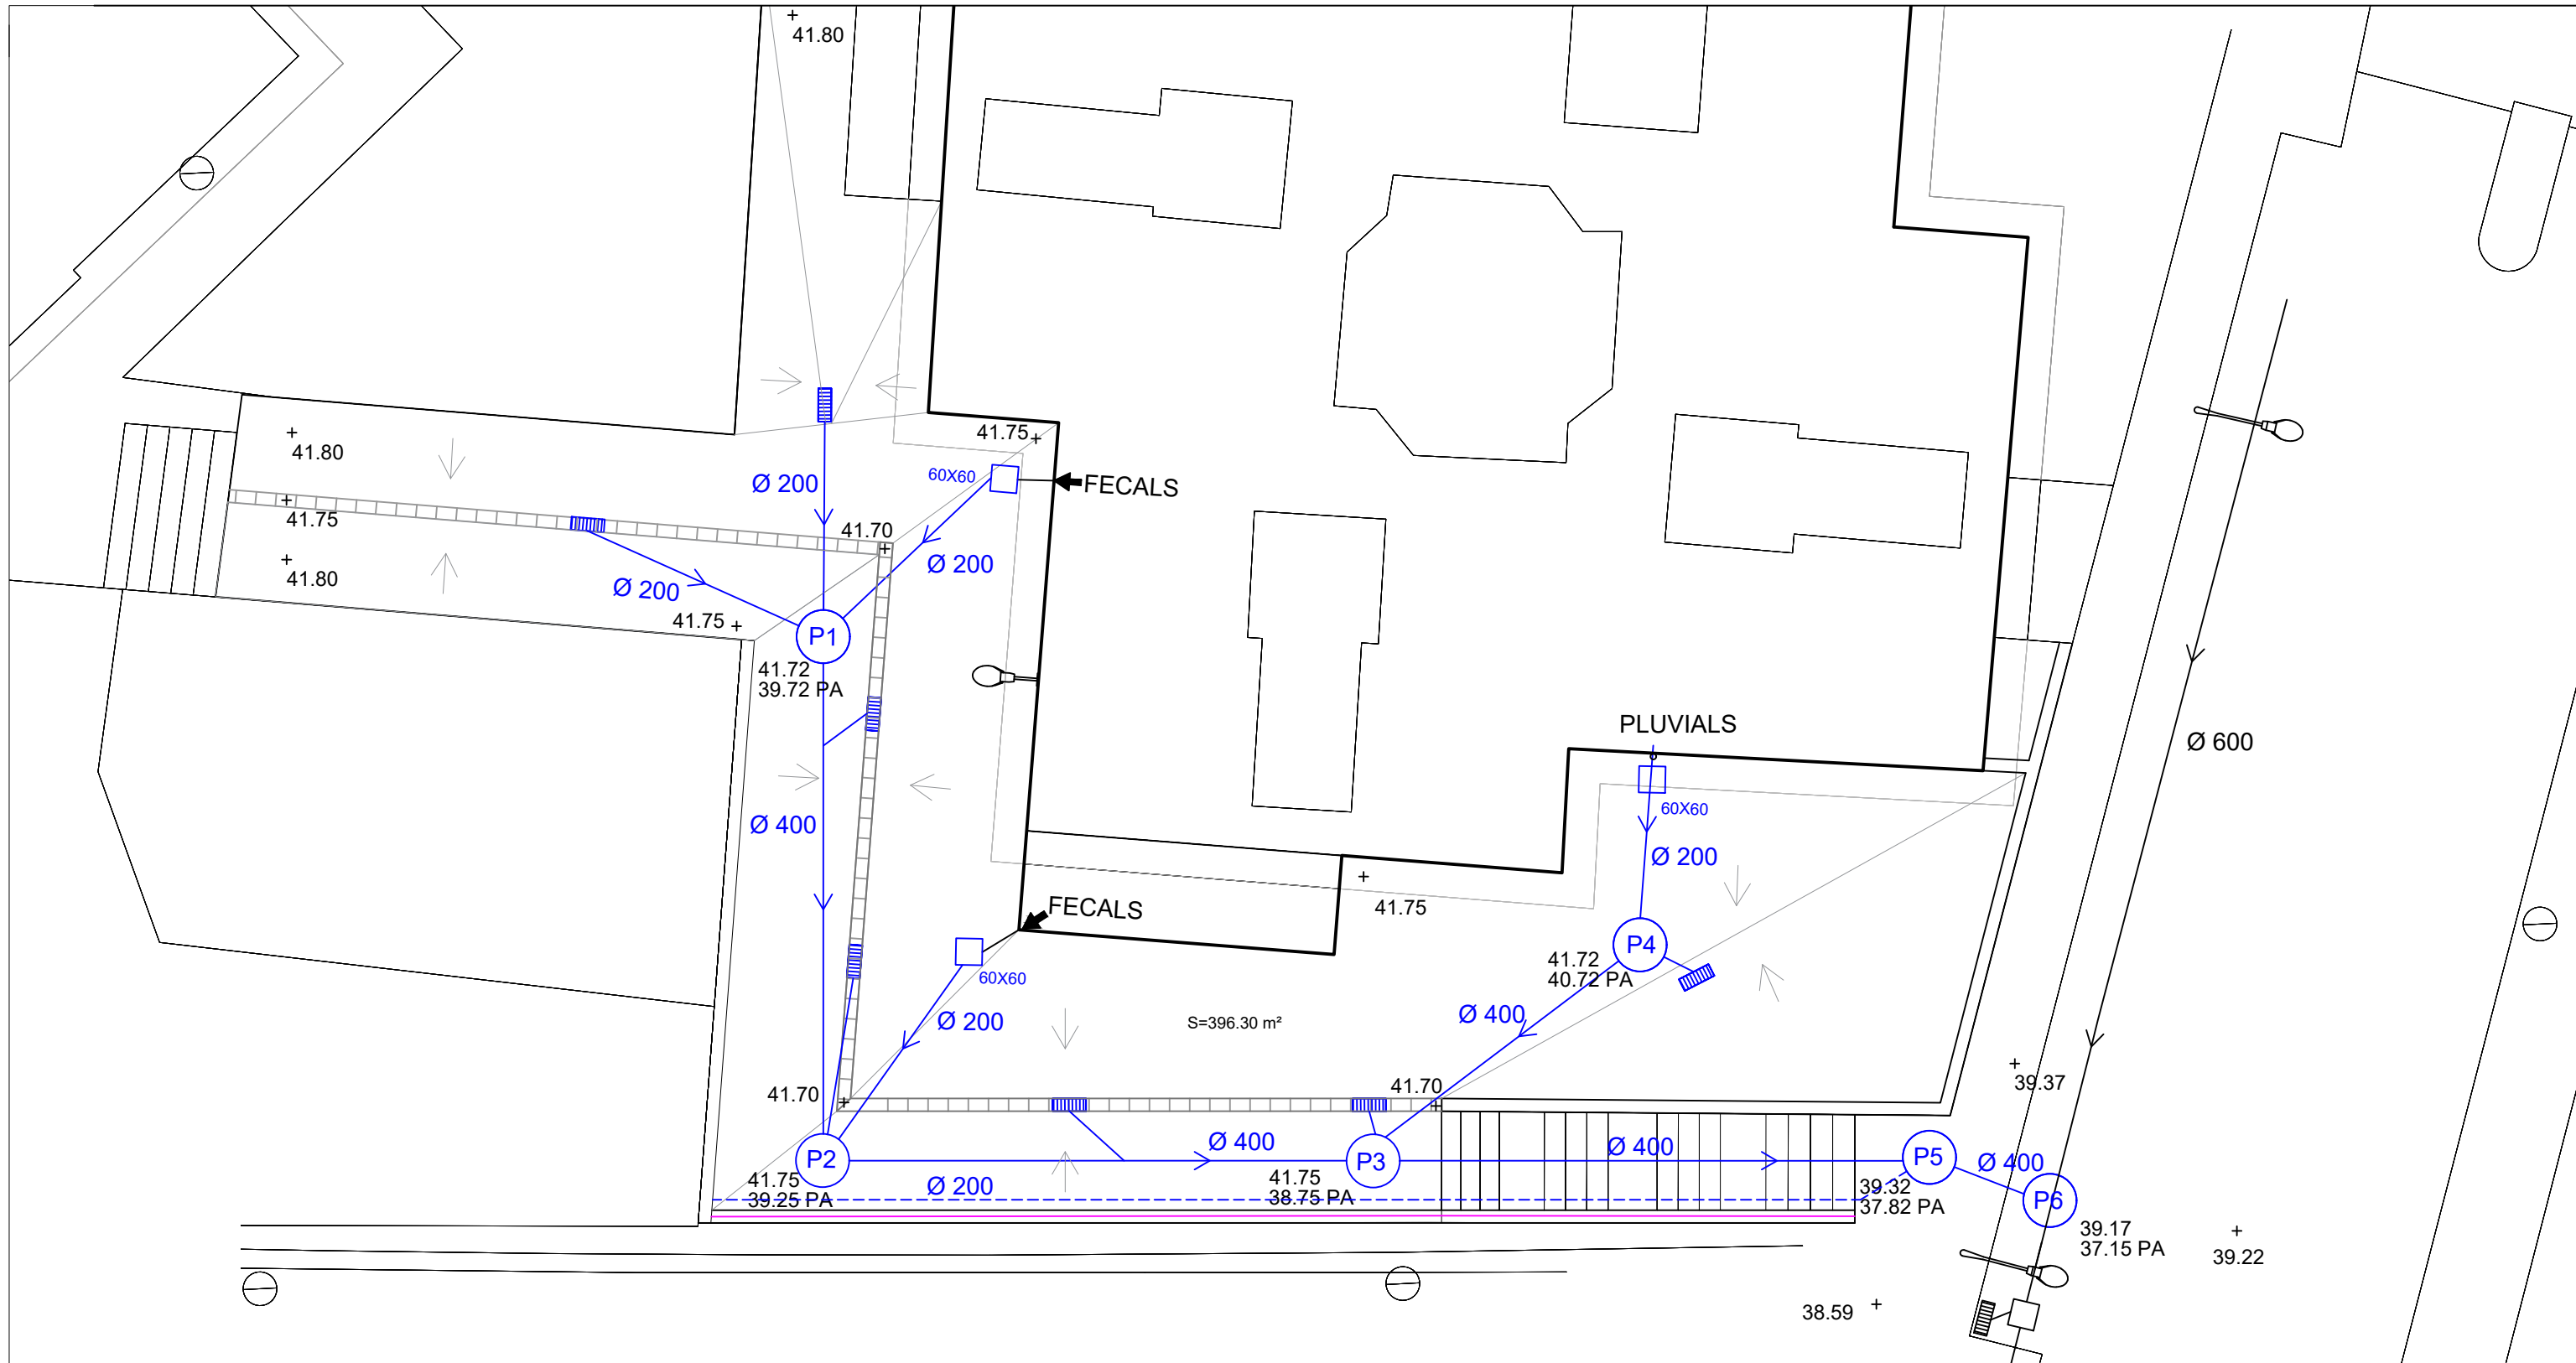 41.80
41.80
41.75
41.80
41.75
Ø 200
Ø 200
41.70
41.75
60X60
FECALS
Ø 200
P1
41.72
39.72 PA
Ø 400
PLUVIALS
60X60
Ø 200
Ø 600
41.75
FECALS
60X60
Ø 200
P4
41.72
40.72 PA
Ø 400
S=396.30 m²
41.70
41.70
39.37
P2
Ø 400
P3
Ø 400
P5
Ø 400
P6
41.75
39.25 PA
Ø 200
41.75
38.75 PA
39.32
37.82 PA
39.17
37.15 PA
39.22
38.59